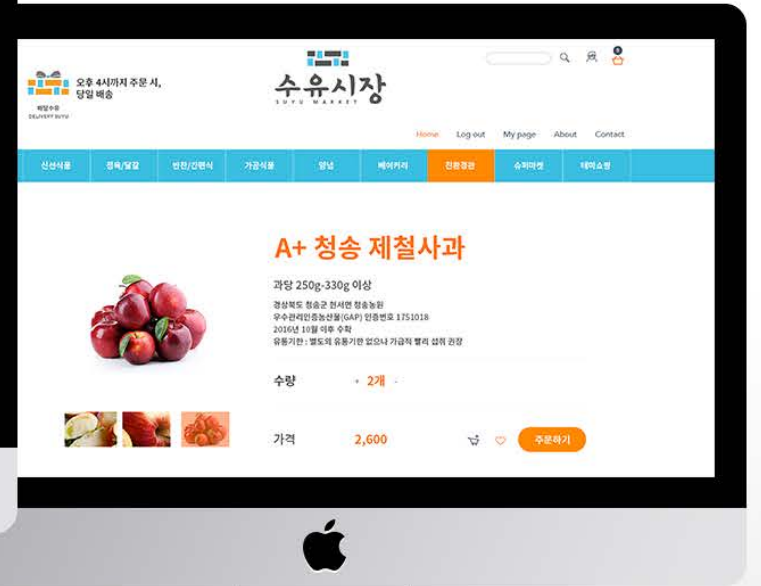 오후 4시까지 주문 시,
당일 배송
배달수유
DELIVERY SUYU
수유시장
SUYU MARKET
0
Home Log out My page About Contact
신선식품 정육/달걀 반찬/간편식 가공식품 양념 베이커리 친환경관 슈퍼마켓 테마쇼핑
A+ 청송 제철사과
과당 250g-330g 이상
경상북도 청송군 현서면 청송농원
우수관리인증농산물(GAP) 인증번호 1751018
2016년 10월 이후 수확
유통기한 : 별도의 유통기한 없으나 가급적 빨리 섭취 권장
수량 + 2개 -
가격 2,600 주문하기